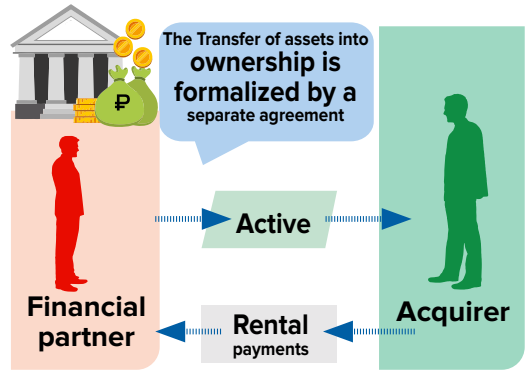 The Transfer of assets into
ownership is
formalized by a
separate agreement
₽
Active
Financial
partner
Acquirer
Rental
payments